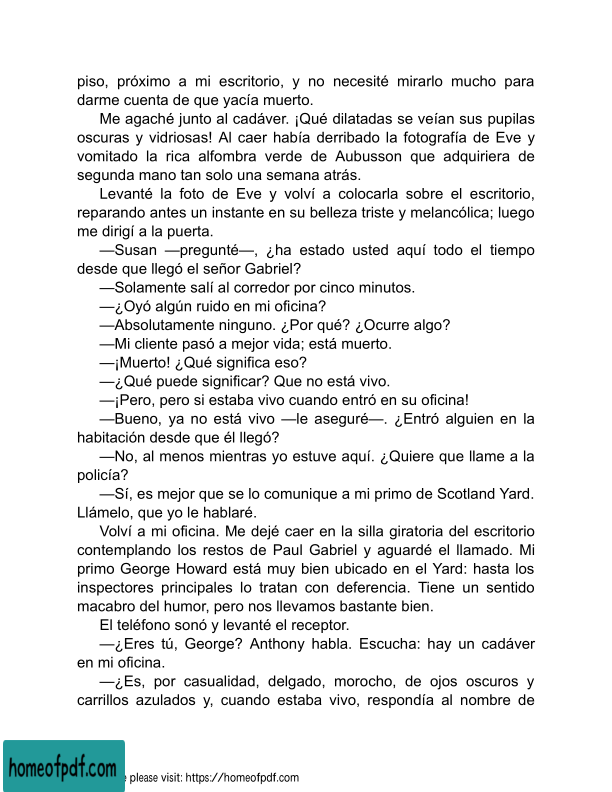 piso, próximo a mi escritorio, y no necesité mirarlo mucho para
darme cuenta de que yacía muerto.
Me agaché junto al cadáver. ¡Qué dilatadas se veían sus pupilas
oscuras y vidriosas! Al caer había derribado la fotografía de Eve y
vomitado la rica alfombra verde de Aubusson que adquiriera de
segunda mano tan solo una semana atrás.
Levanté la foto de Eve y volví a colocarla sobre el escritorio,
reparando antes un instante en su belleza triste y melancólica; luego
me dirigí a la puerta.
—Susan —pregunté—, ¿ha estado usted aquí todo el tiempo
desde que llegó el señor Gabriel?
—Solamente salí al corredor por cinco minutos.
—¿Oyó algún ruido en mi oficina?
—Absolutamente ninguno. ¿Por qué? ¿Ocurre algo?
—Mi cliente pasó a mejor vida; está muerto.
—¡Muerto! ¿Qué significa eso?
—¿Qué puede significar? Que no está vivo.
—¡Pero, pero si estaba vivo cuando entró en su oficina!
—Bueno, ya no está vivo —le aseguré—. ¿Entró alguien en la
habitación desde que él llegó?
—No, al menos mientras yo estuve aquí. ¿Quiere que llame a la
policía?
—Sí, es mejor que se lo comunique a mi primo de Scotland Yard.
Llámelo, que yo le hablaré.
Volví a mi oficina. Me dejé caer en la silla giratoria del escritorio
contemplando los restos de Paul Gabriel y aguardé el llamado. Mi
primo George Howard está muy bien ubicado en el Yard: hasta los
inspectores principales lo tratan con deferencia. Tiene un sentido
macabro del humor, pero nos llevamos bastante bien.
El teléfono sonó y levanté el receptor.
—¿Eres tú, George? Anthony habla. Escucha: hay un cadáver
en mi oficina.
—¿Es, por casualidad, delgado, morocho, de ojos oscuros y
carrillos azulados y, cuando estaba vivo, respondía al nombre de
homeofpdf.com
please visit: https://homeofpdf.com